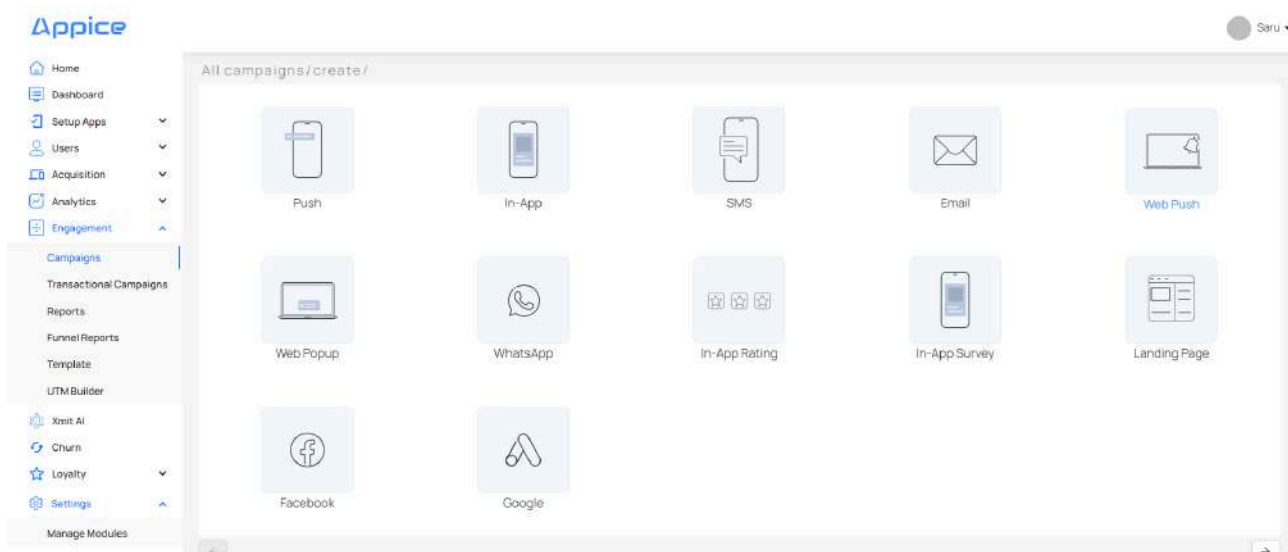 Appice
Saru
Home
Dashboard
Setup Apps
Users
Acquisition
Analytics
Engagement
Campaigns
Transactional Campaigns
Reports
Funnel Reports
Template
UTM Builder
Xmit AI
Churn
Loyalty
Settings
Manage Modules
All campaigns/create/
Push
In-App
SMS
Email
Web Push
Web Popup
WhatsApp
In-App Rating
In-App Survey
Landing Page
Facebook
Google